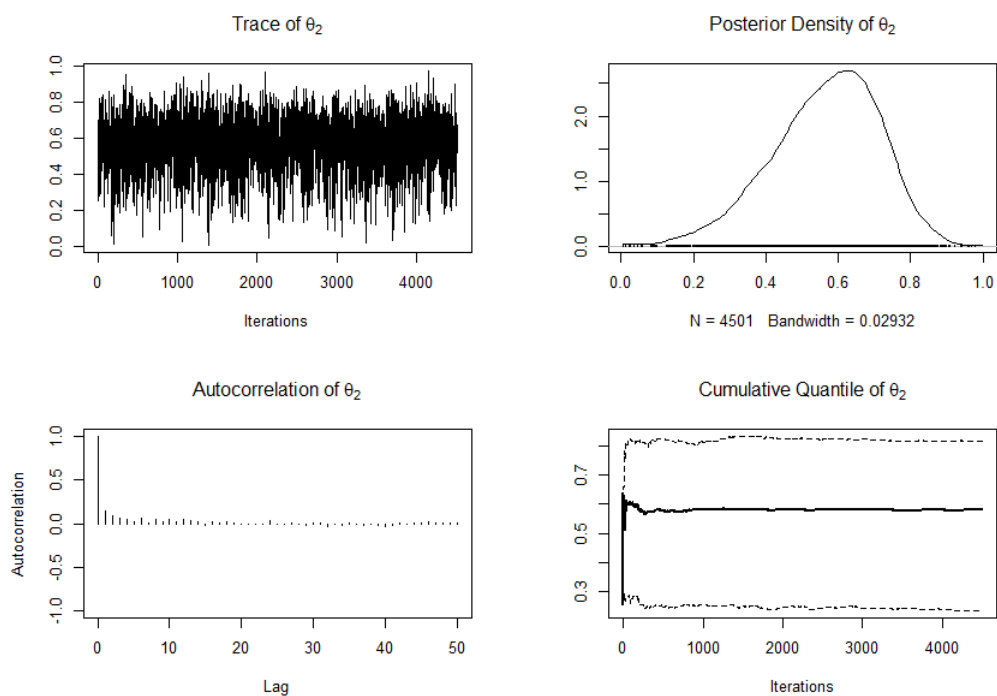 Trace of θ₂
1.0
0.8
0.6
0.4
0.2
0.0
0 1000 2000 3000 4000
Iterations
Posterior Density of θ₂
2.0
1.0
0.0
0.0 0.2 0.4 0.6 0.8 1.0
N = 4501 Bandwidth = 0.02932
Autocorrelation of θ₂
Autocorrelation
1.0
0.5
0.0
-0.5
-1.0
0 10 20 30 40 50
Lag
Cumulative Quantile of θ₂
0.7
0.5
0.3
0 1000 3000 4000
Iterations